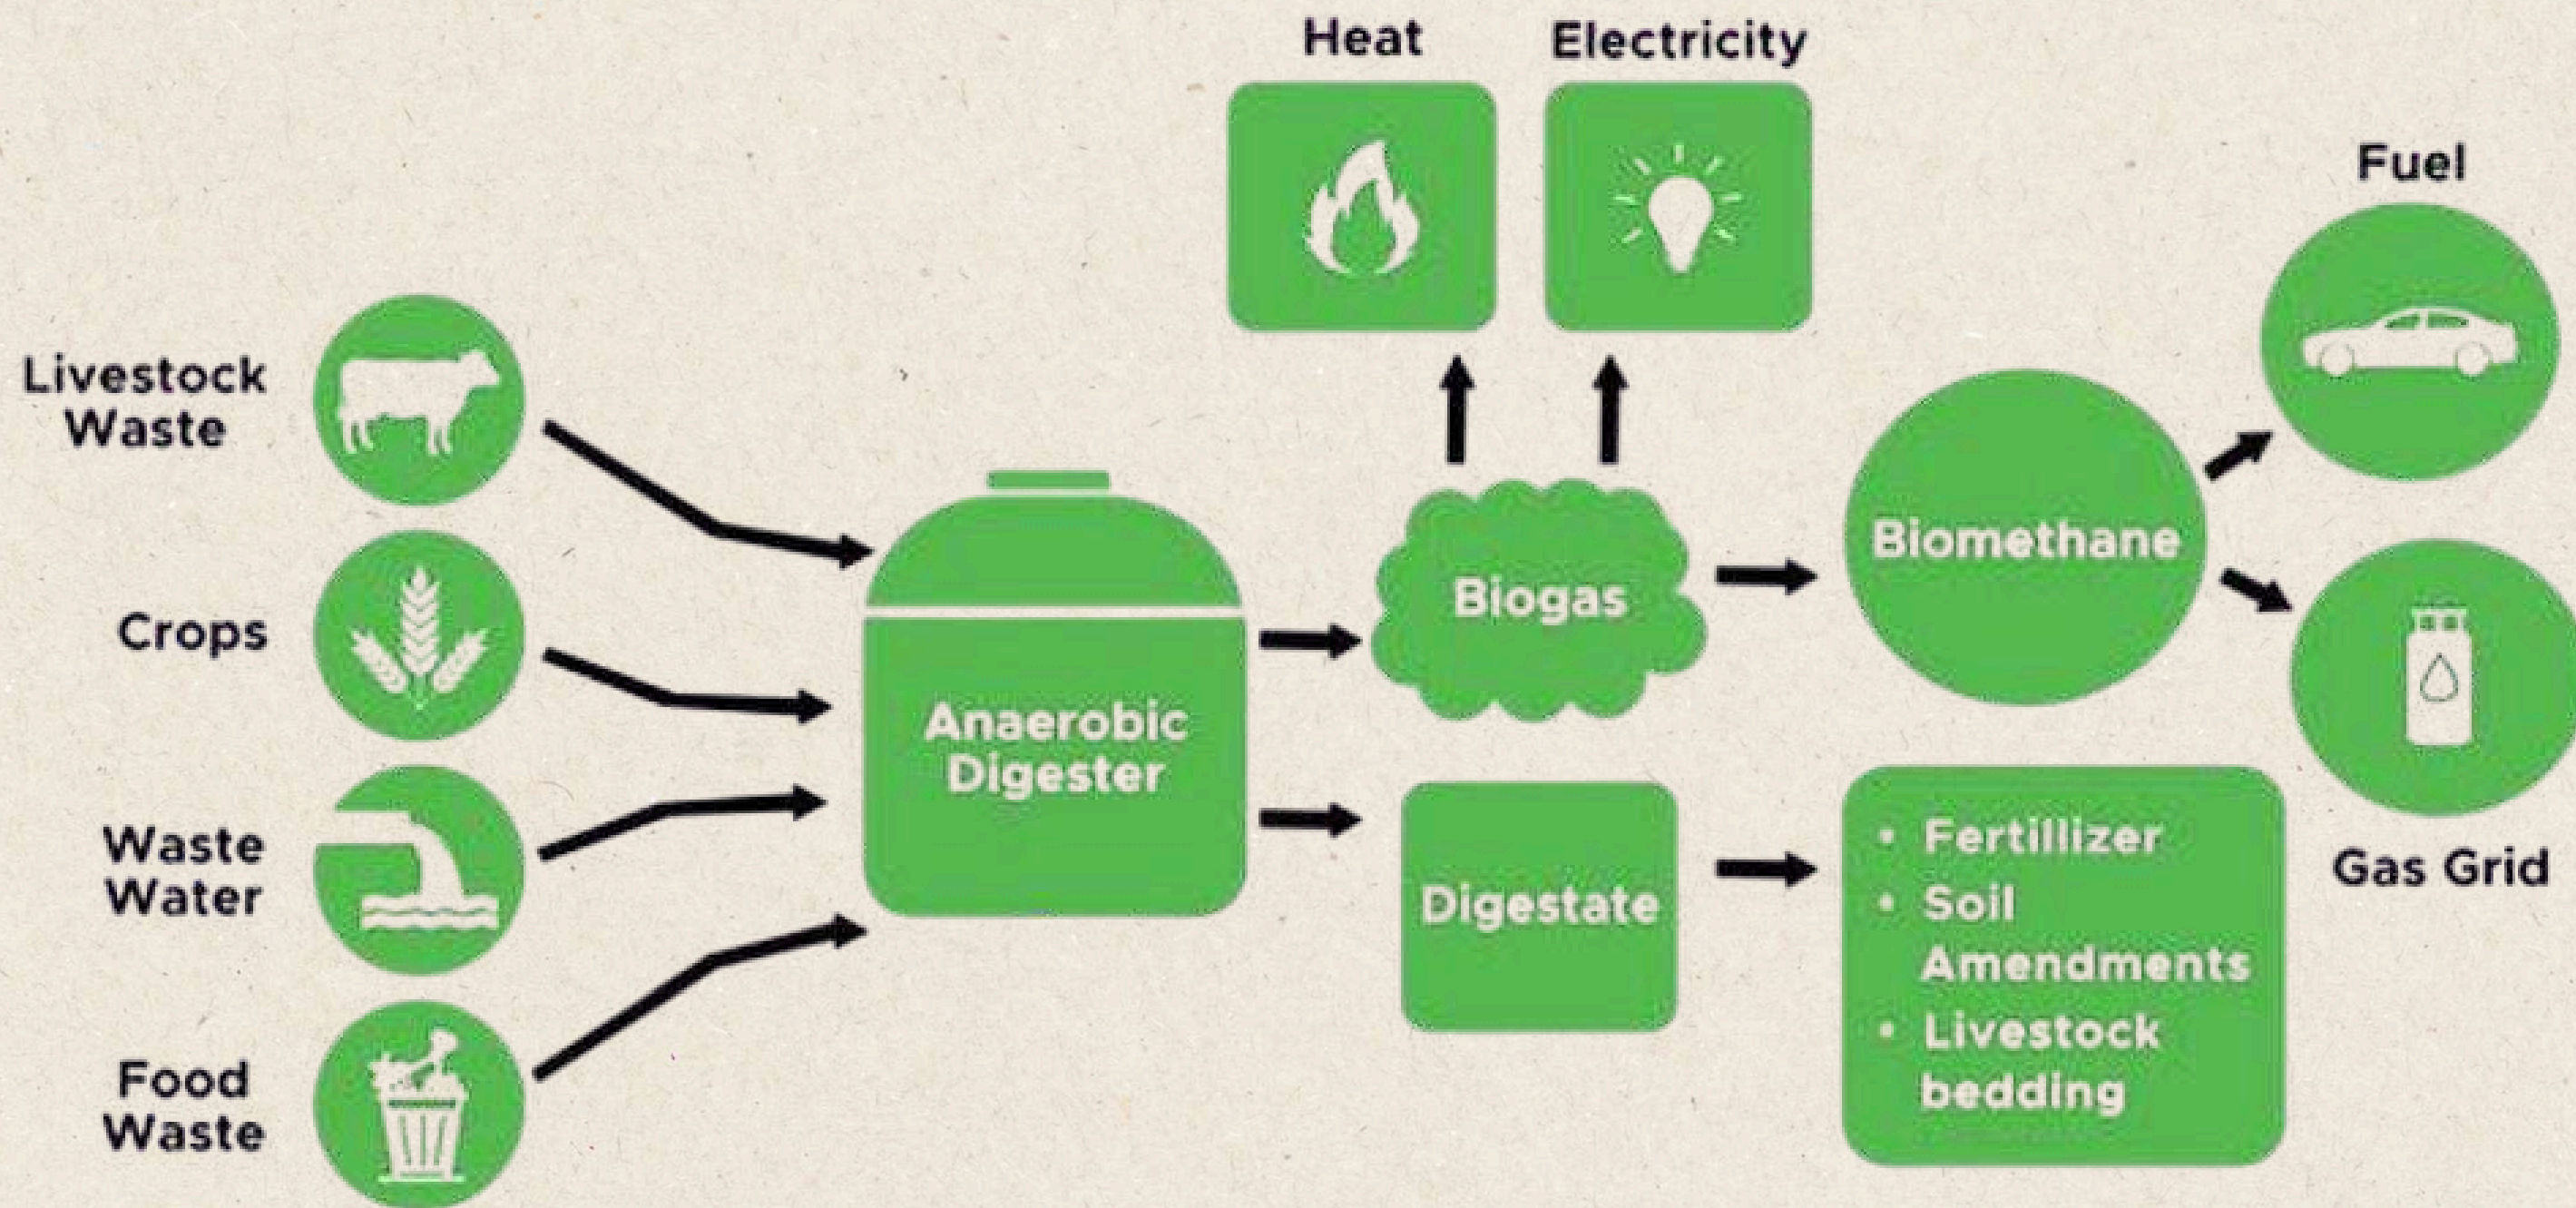 Heat
Electricity
Fuel
Livestock
Waste
Crops
Waste
Water
Food
Waste
Anaerobic
Digester
Biogas
Biomethane
Digestate
• Fertillizer
• Soil
Amendments
• Livestock
bedding
Gas Grid